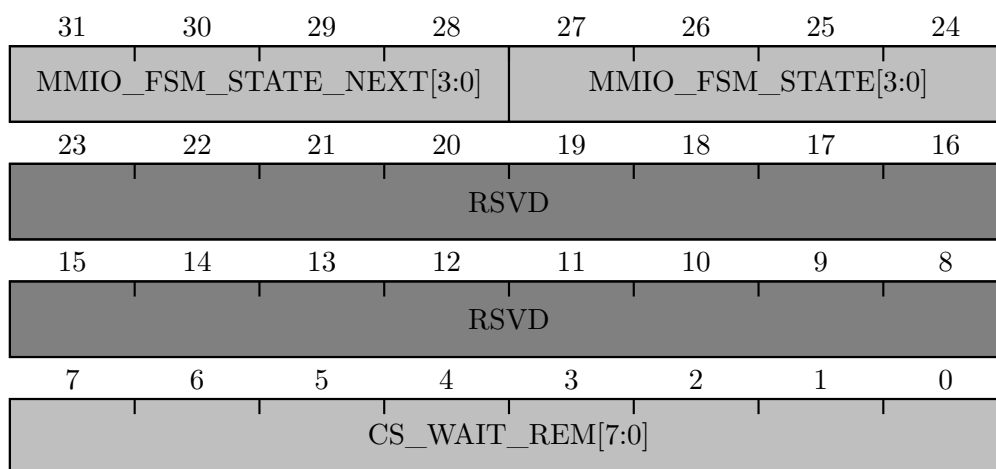 31 30 29 28 27 26 25 24
MMIO_FSM_STATE_NEXT[3:0] MMIO_FSM_STATE[3:0]
23 22 21 20 19 18 17 16
RSVD
15 14 13 12 11 10 9 8
RSVD
7 6 5 4 3 2 1 0
CS_WAIT_REM[7:0]